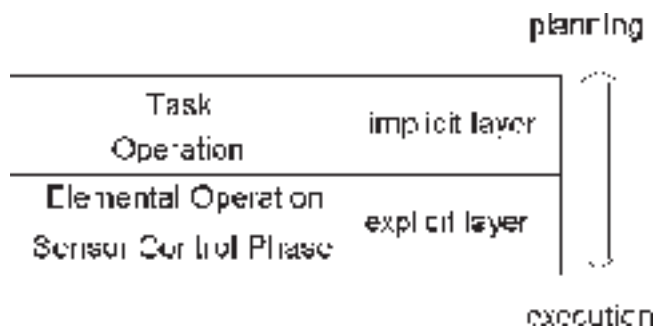 planning
Task
implicit layer
Operation
Elemental Operation
explicit layer
Sensor Control Phase
execution